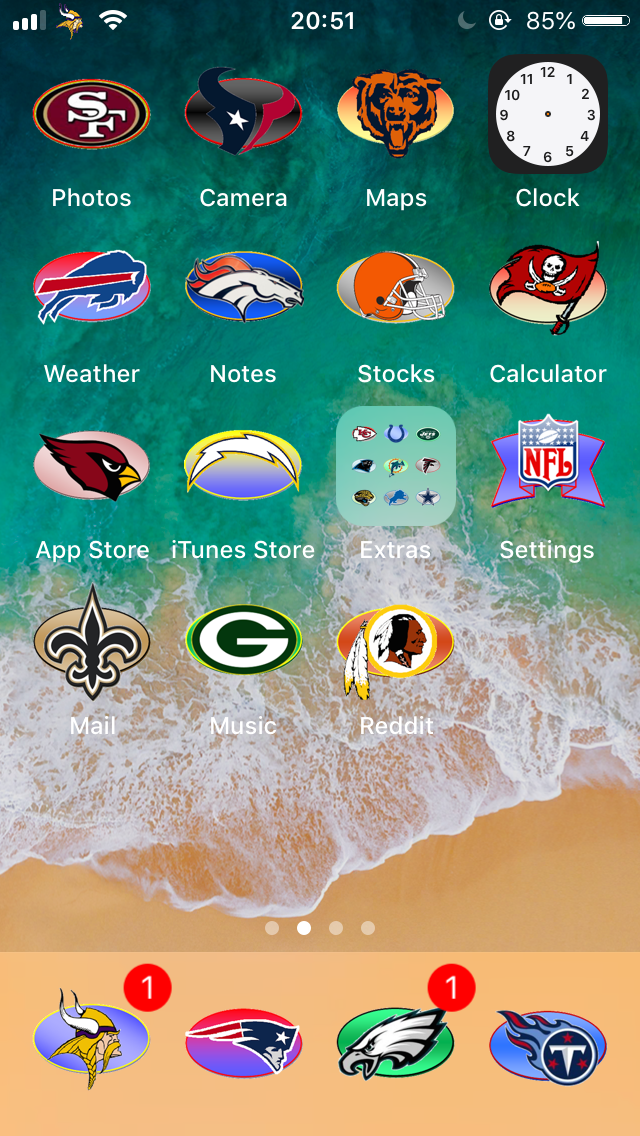 20:51
85%
SF
12
11
1
10
2
9
3
8
4
7
5
6
Photos
Camera
Maps
Clock
Weather
Notes
Stocks
Calculator
JETS
NFL
App Store
iTunes Store
Extras
Settings
G
Mail
Music
Reddit
1
1
T